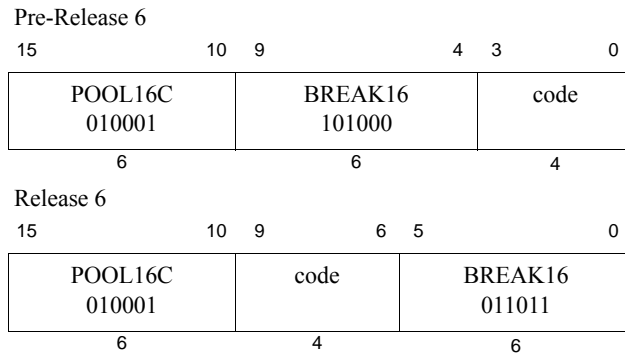 Pre-Release 6
15 10 9 4 3 0
POOL16C BREAK16 code
010001 101000
6 6 4
Release 6
15 10 9 6 5 0
POOL16C code BREAK16
010001 011011
6 4 6